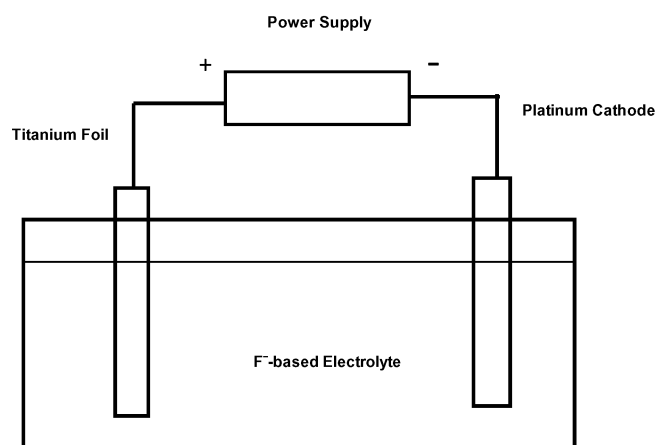 Power Supply
+
-
Platinum Cathode
Titanium Foil
F⁻-based Electrolyte